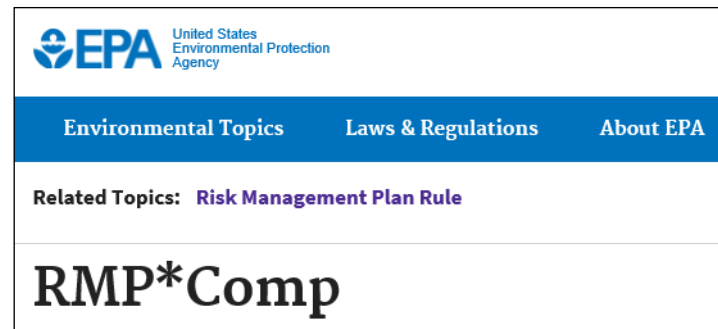 EPA
United States
Environmental Protection
Agency
Environmental Topics Laws & Regulations About EPA
Related Topics: Risk Management Plan Rule
RMP*Comp